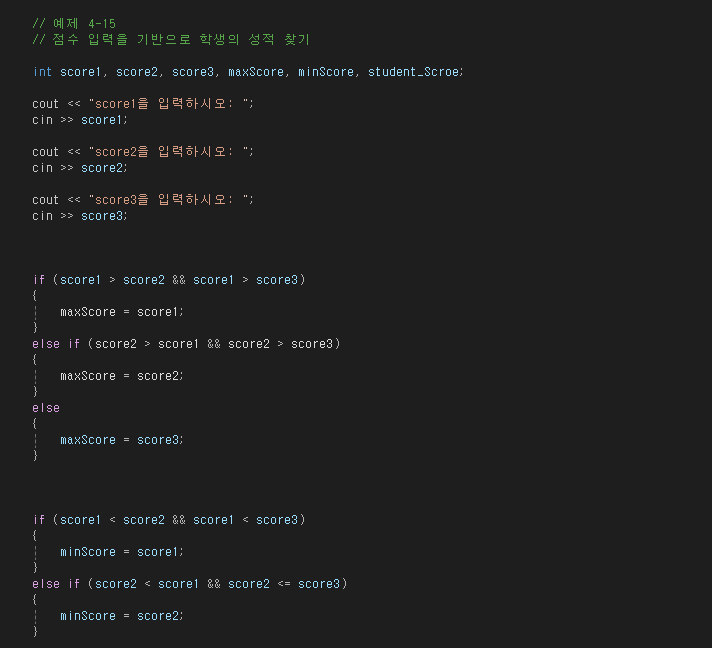 // 예제 4-15
// 점수 입력을 기반으로 학생의 성적 찾기
int score1, score2, score3, maxScore, minScore, student_Scroe;
cout << "score1을 입력하시오: ";
cin >> score1;
cout << "score2을 입력하시오: ";
cin >> score2;
cout << "score3을 입력하시오: ";
cin >> score3;
if (score1 > score2 && score1 > score3)
{
maxScore = score1;
}
else if (score2 > score1 && score2 > score3)
{
maxScore = score2;
}
else
{
maxScore = score3;
}
if (score1 < score2 && score1 < score3)
{
minScore = score1;
}
else if (score2 < score1 && score2 <= score3)
{
minScore = score2;
}